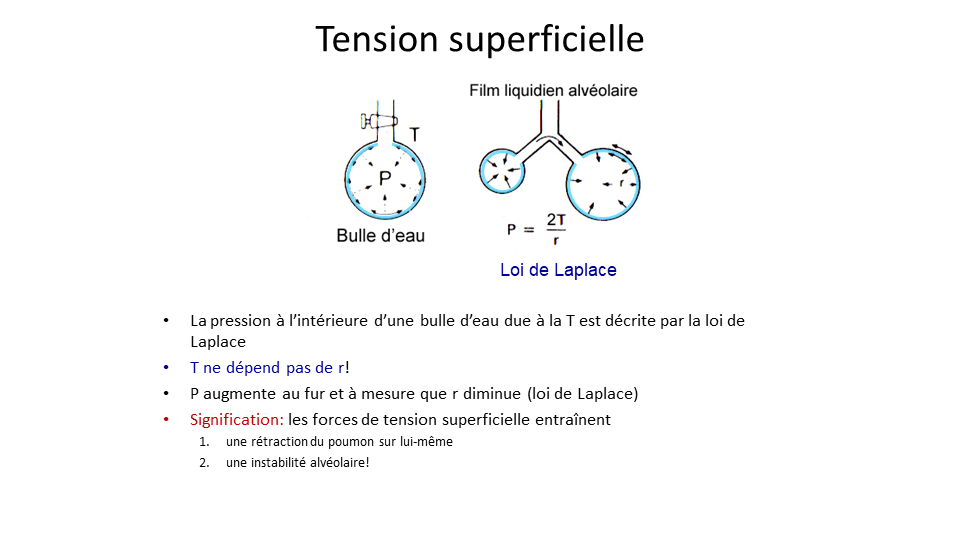 Tension superficielle
Film liquidien alvéolaire
T
P
r
Bulle d’eau
P = 2T
r
Loi de Laplace
• La pression à l’intérieure d’une bulle d’eau due à la T est décrite par la loi de
Laplace
• T ne dépend pas de r!
• P augmente au fur et à mesure que r diminue (loi de Laplace)
• Signification: les forces de tension superficielle entraînent
1. une rétraction du poumon sur lui-même
2. une instabilité alvéolaire!